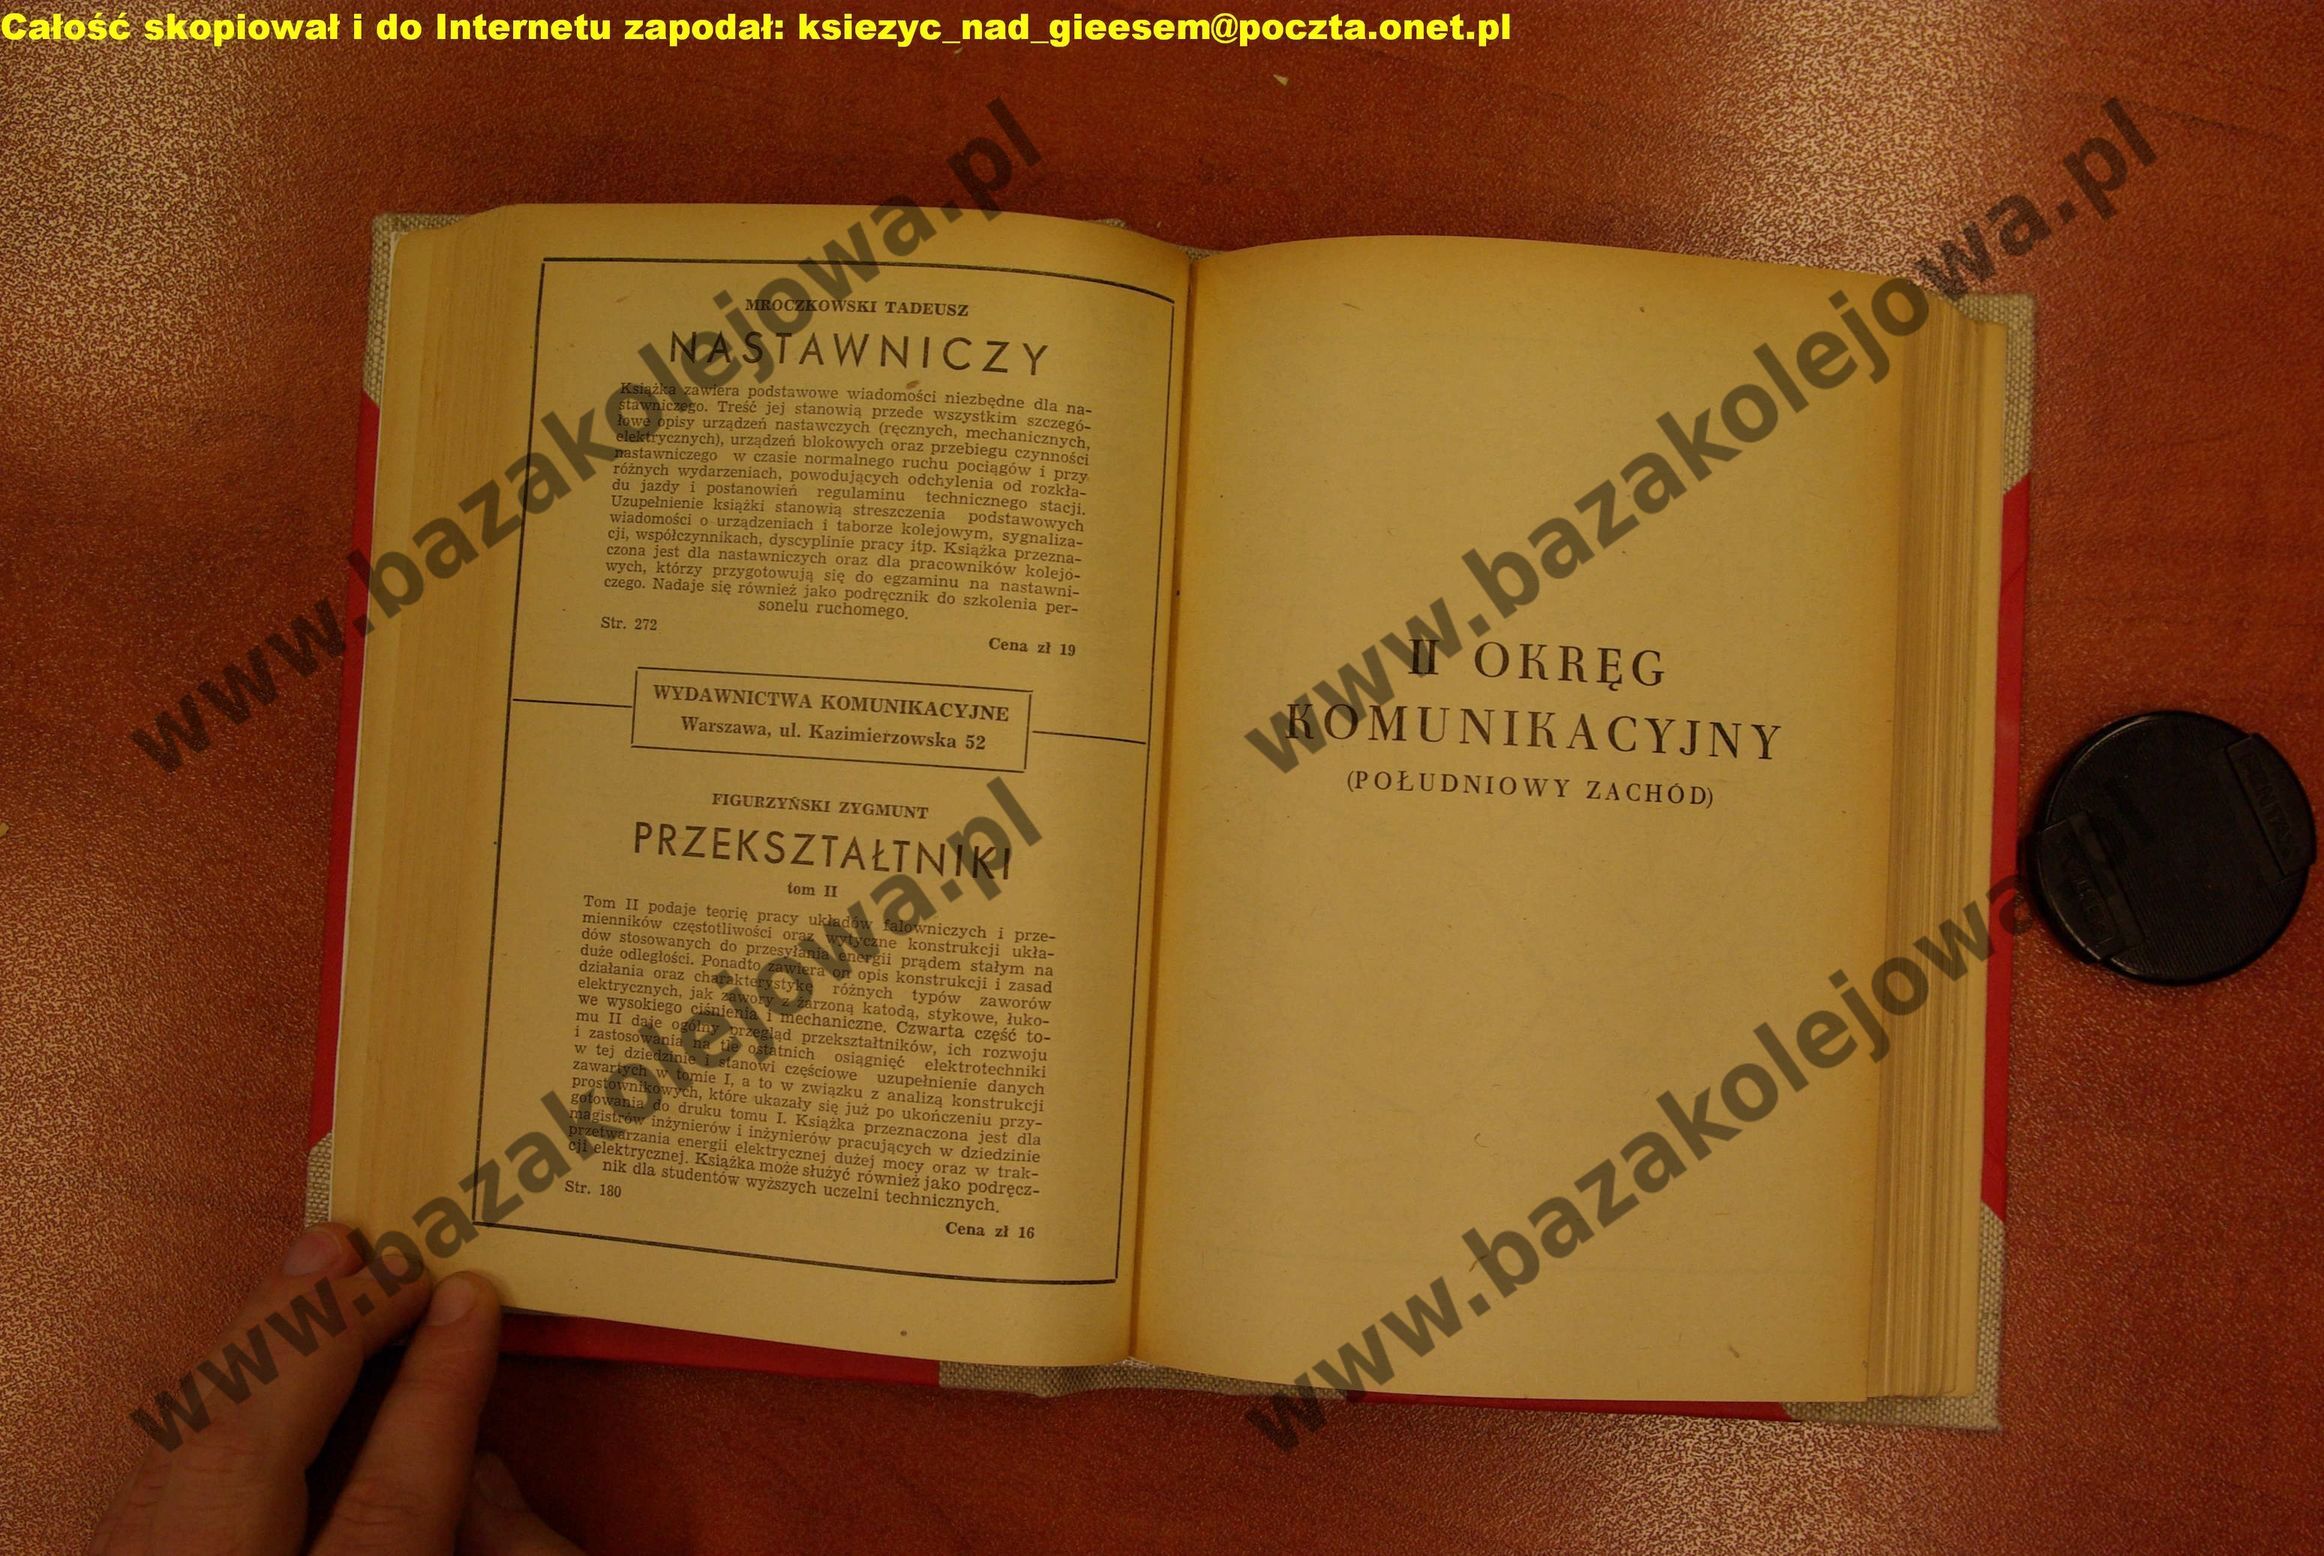 Całość skopiował i do Internetu zapodał: ksiezyc_nad_gieesem@poczta.onet.pl
MROCZKOWSKI TADEUSZ
NASTAWNICZY
Książka zawiera podstawowe wiadomości niezbędne dla na-
stawniczego. Treść jej stanowią przede wszystkim szczegó-
łowe opisy urządzeń nastawczych (ręcznych, mechanicznych,
elektrycznych), urządzeń blokowych oraz przebiegu czynności
nastawniczego w czasie normalnego ruchu pociągów i przy
różnych wydarzeniach, powodujących odchylenia od rozkła-
du jazdy i postanowień regulaminu technicznego stacji.
Uzupełnienie książki stanowią streszczenia podstawowych
wiadomości o urządzeniach i taborze kolejowym, sygnaliza-
cji, współczynnikach, dyscyplinie pracy itp. Książka przezna-
czona jest dla nastawniczych oraz dla pracowników kolejo-
wych, którzy przygotowują się do egzaminu na nastawni-
czego. Nadaje się również jako podręcznik do szkolenia per-
sonelu ruchomego.
Str. 272
Cena zł 19
WYDAWNICTWA KOMUNIKACYJNE
Warszawa, ul. Kazimierzowska 52
FIGURZYŃSKI ZYGMUNT
PRZEKSZTAŁTNIKI
tom II
Tom II podaje teorię pracy układów falowniczych i prze-
mienników częstotliwości oraz wytyczne konstrukcji ukła-
dów stosowanych do przesyłania energii prądem stałym na
duże odległości. Ponadto zawiera on opis konstrukcji i zasad
działania oraz charakterystykę różnych typów zaworów
elektrycznych, jak zawory z żarzoną katodą, stykowe, łuko-
we wysokiego ciśnienia i mechaniczne. Czwarta część to-
mu II daje ogólny przegląd przekształtników, ich rozwoju
i zastosowania na tle ostatnich osiągnięć elektrotechniki
w tej dziedzinie i stanowi częściowe uzupełnienie danych
zawartych w tomie I, a to w związku z analizą konstrukcji
prostownikowych, które ukazały się już po ukończeniu przy-
gotowania do druku tomu I. Książka przeznaczona jest dla
magistrów inżynierów i inżynierów pracujących w dziedzinie
przetwarzania energii elektrycznej dużej mocy oraz w trak-
cji elektrycznej. Książka może służyć również jako podręcz-
nik dla studentów wyższych uczelni technicznych.
Str. 180
Cena zł 16
II OKRĘG
KOMUNIKACYJNY
(POŁUDNIOWY ZACHÓD)
www.bazakolejowa.pl
www.bazakolejowa.pl
www.bazakolejowa.pl
www.bazakolejowa